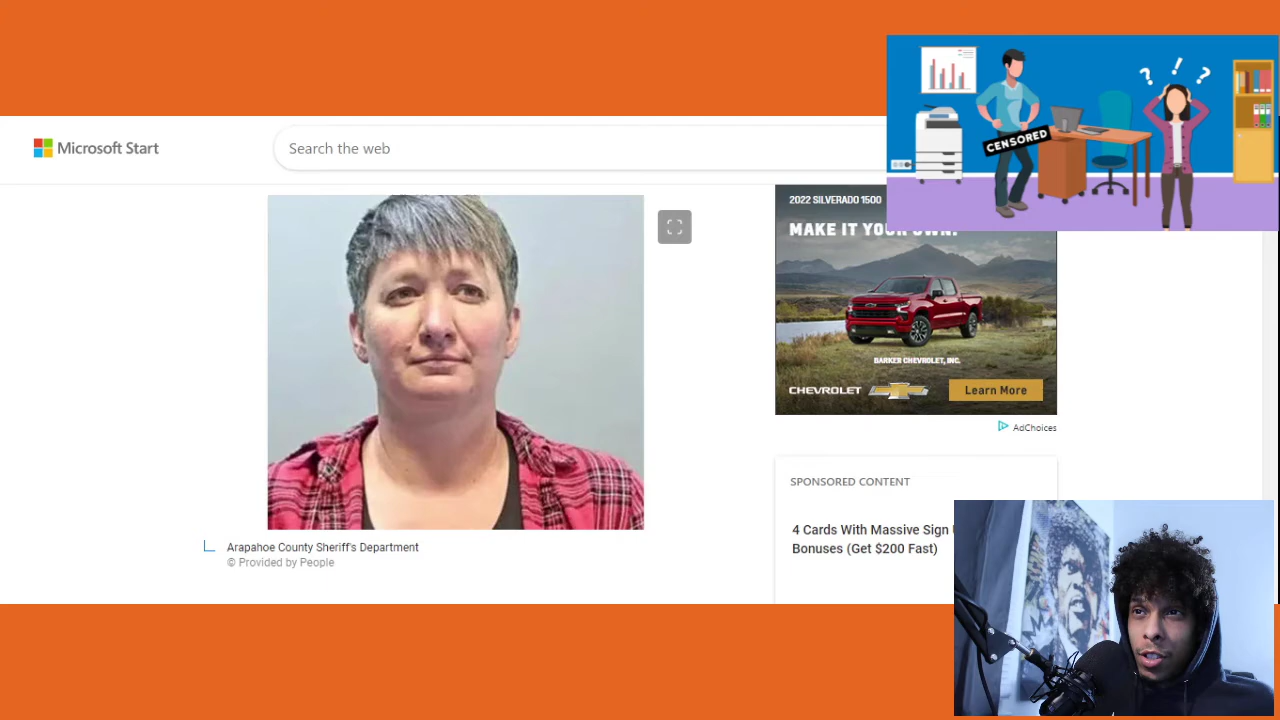 Microsoft Start
Search the web
CENSORED
? ! ?
2022 SILVERADO 1500
MAKE IT YOUR OWN.
BARKER CHEVROLET, INC.
CHEVROLET
Learn More
AdChoices
SPONSORED CONTENT
4 Cards With Massive Sign
Bonuses (Get $200 Fast)
Arapahoe County Sheriff's Department
© Provided by People